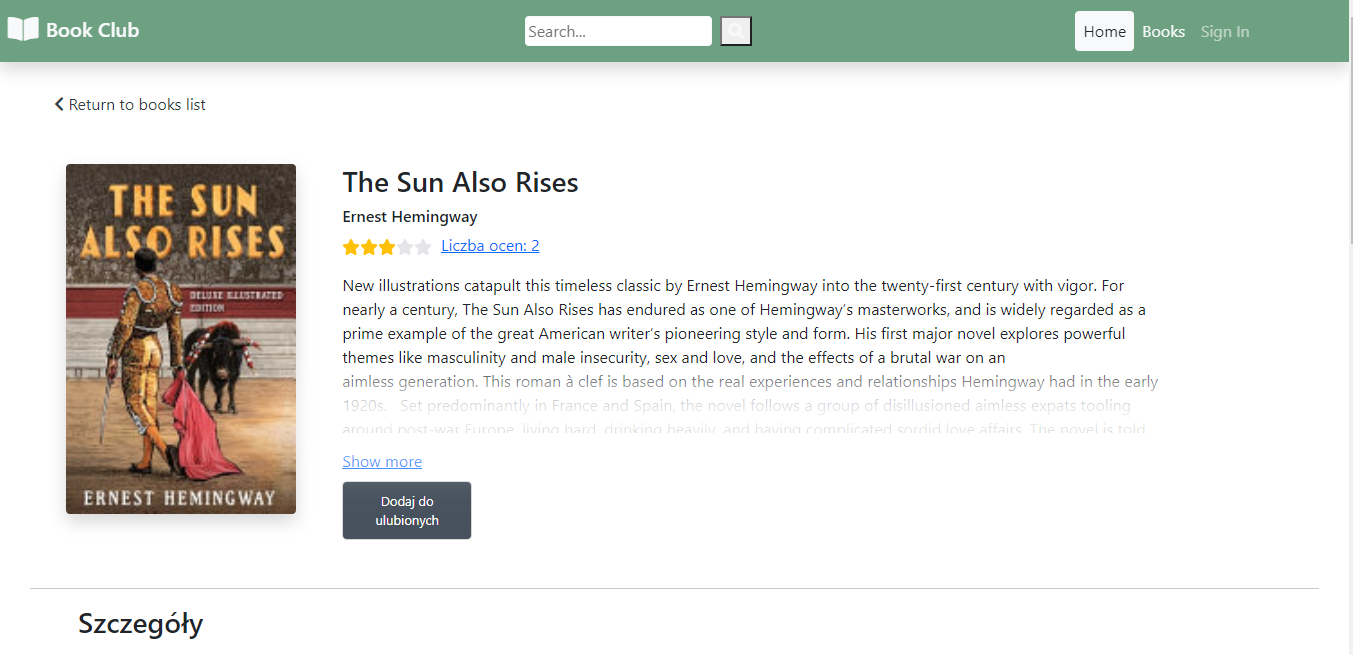 Book Club
Search...
Home
Books
Sign In
Return to books list
THE SUN
ALSO RISES
DELUXE ILLUSTRATED
EDITION
ERNEST HEMINGWAY
The Sun Also Rises
Ernest Hemingway
Liczba ocen: 2
New illustrations catapult this timeless classic by Ernest Hemingway into the twenty-first century with vigor. For
nearly a century, The Sun Also Rises has endured as one of Hemingway’s masterworks, and is widely regarded as a
prime example of the great American writer’s pioneering style and form. His first major novel explores powerful
themes like masculinity and male insecurity, sex and love, and the effects of a brutal war on an
aimless generation. This roman à clef is based on the real experiences and relationships Hemingway had in the early
1920s. Set predominantly in France and Spain, the novel follows a group of disillusioned aimless expats tooling
around post-war Europe, living hard, drinking heavily, and having complicated sordid love affairs. The novel is told
Show more
Dodaj do
ulubionych
Szczegóły